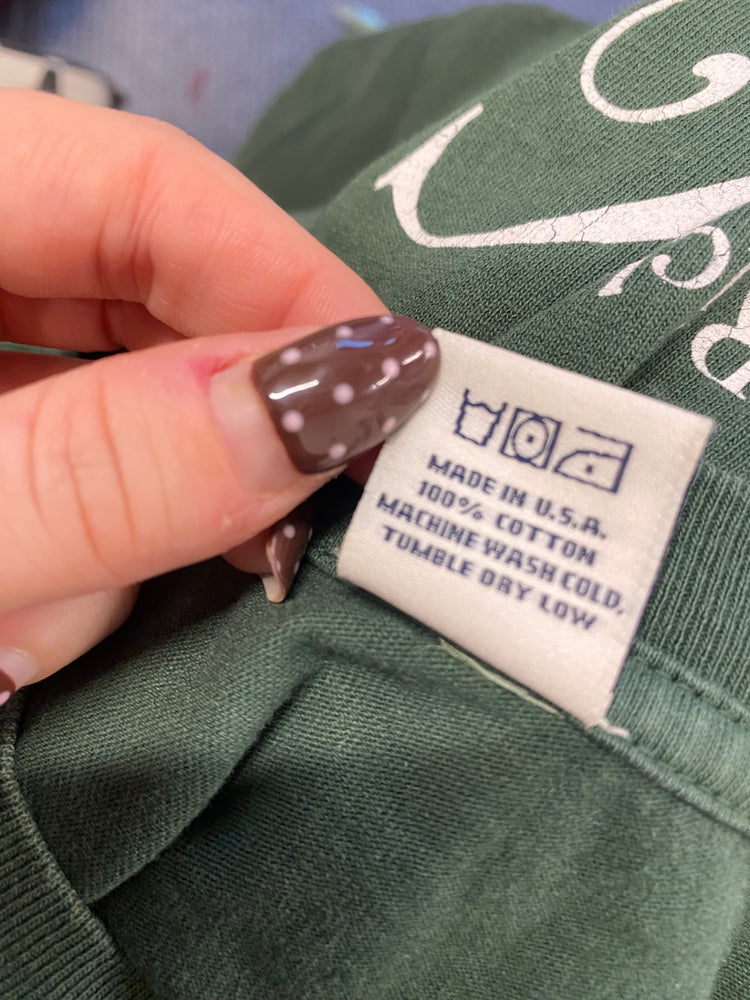 MADE IN U.S.A.
100% COTTON
MACHINE WASH COLD,
TUMBLE DRY LOW